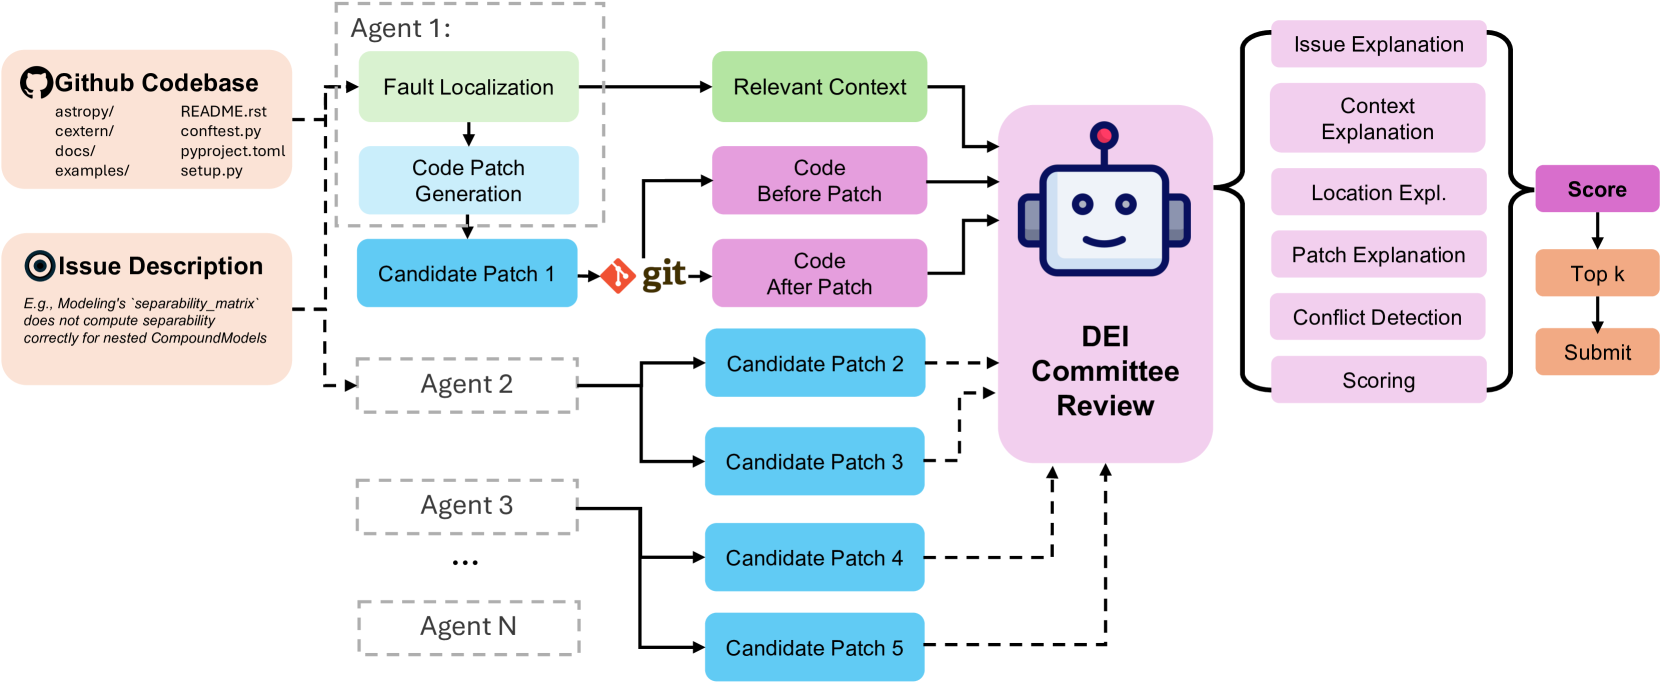 Github Codebase
astropy/
cextern/
docs/
examples/
README.rst
conftest.py
pyproject.toml
setup.py
Issue Description
E.g., Modeling's `separability_matrix`
does not compute separability
correctly for nested CompoundModels
Agent 1:
Fault Localization
Code Patch
Generation
Candidate Patch 1
git
Agent 2
Agent 3
...
Agent N
Relevant Context
Code
Before Patch
Code
After Patch
Candidate Patch 2
Candidate Patch 3
Candidate Patch 4
Candidate Patch 5
DEI
Committee
Review
Issue Explanation
Context
Explanation
Location Expl.
Patch Explanation
Conflict Detection
Scoring
Score
Top k
Submit